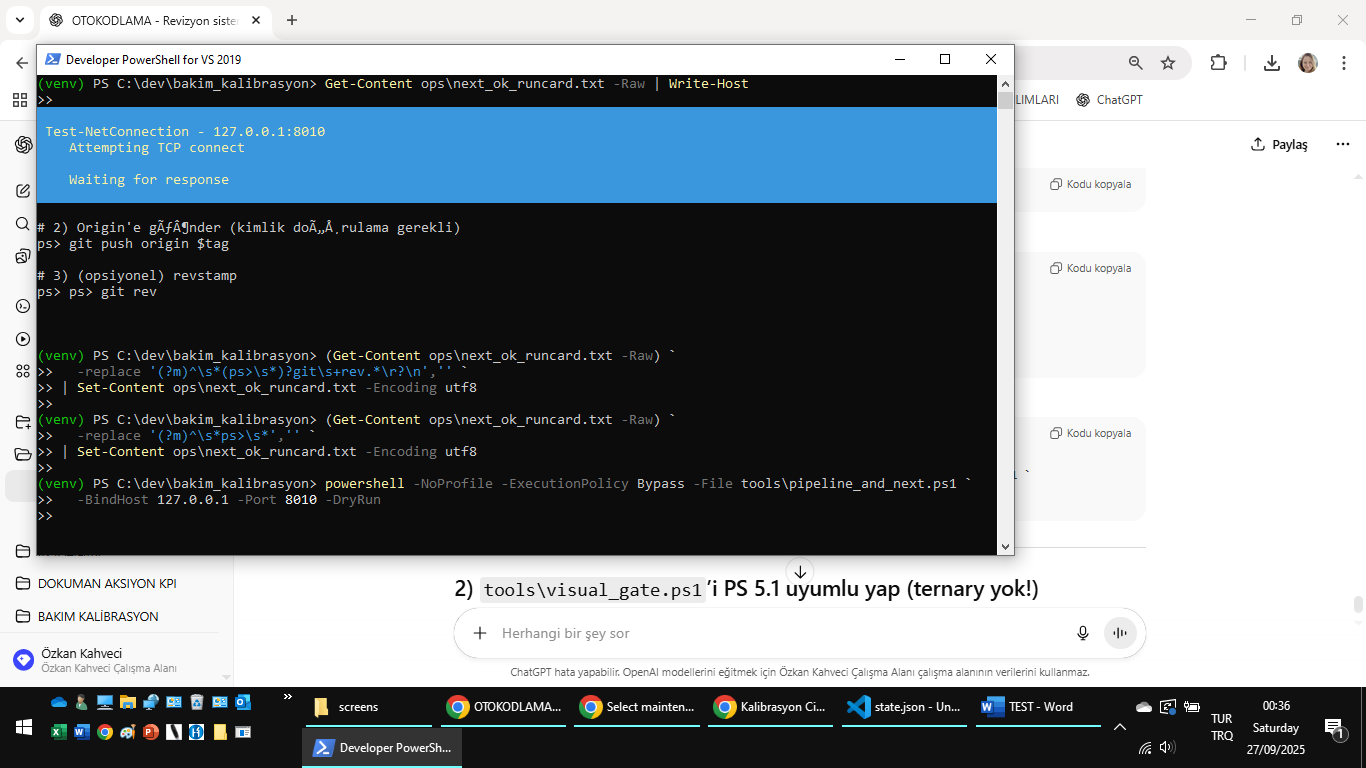 OTOKODLAMA - Revizyon siste
Developer PowerShell for VS 2019
(venv) PS C:\dev\bakim_kalibrasyon> Get-Content ops\next_ok_runcard.txt -Raw | Write-Host
>>
Test-NetConnection - 127.0.0.1:8010
Attempting TCP connect
Waiting for response
# 2) Origin'e gÃƒÂ¶nder (kimlik doÃ„Å¸rulama gerekli)
ps> git push origin $tag
# 3) (opsiyonel) revstamp
ps> ps> git rev
(venv) PS C:\dev\bakim_kalibrasyon> (Get-Content ops\next_ok_runcard.txt -Raw) `
>>   -replace '(?m)^\s*(ps>\s*)?git\s+rev.*\r?\n','' `
>> | Set-Content ops\next_ok_runcard.txt -Encoding utf8
>>
(venv) PS C:\dev\bakim_kalibrasyon> (Get-Content ops\next_ok_runcard.txt -Raw) `
>>   -replace '(?m)^\s*ps>\s*','' `
>> | Set-Content ops\next_ok_runcard.txt -Encoding utf8
>>
(venv) PS C:\dev\bakim_kalibrasyon> powershell -NoProfile -ExecutionPolicy Bypass -File tools\pipeline_and_next.ps1 `
>>   -BindHost 127.0.0.1 -Port 8010 -DryRun
>>
LIMLARI
ChatGPT
Paylaş
Kodu kopyala
Kodu kopyala
Kodu kopyala
DOKUMAN AKSIYON KPI
BAKIM KALİBRASYON
Özkan Kahveci
Özkan Kahveci Çalışma Alanı
2) tools\visual_gate.ps1'i PS 5.1 uyumlu yap (ternary yok!)
Herhangi bir şey sor
ChatGPT hata yapabilir. OpenAI modellerini eğitmek için Özkan Kahveci Çalışma Alanı çalışma alanının verilerini kullanmaz.
screens
OTOKODLAMA...
Select mainten...
Kalibrasyon Ci...
state.json - Un...
TEST - Word
Developer PowerSh...
TUR
TRQ
00:36
Saturday
27/09/2025
1